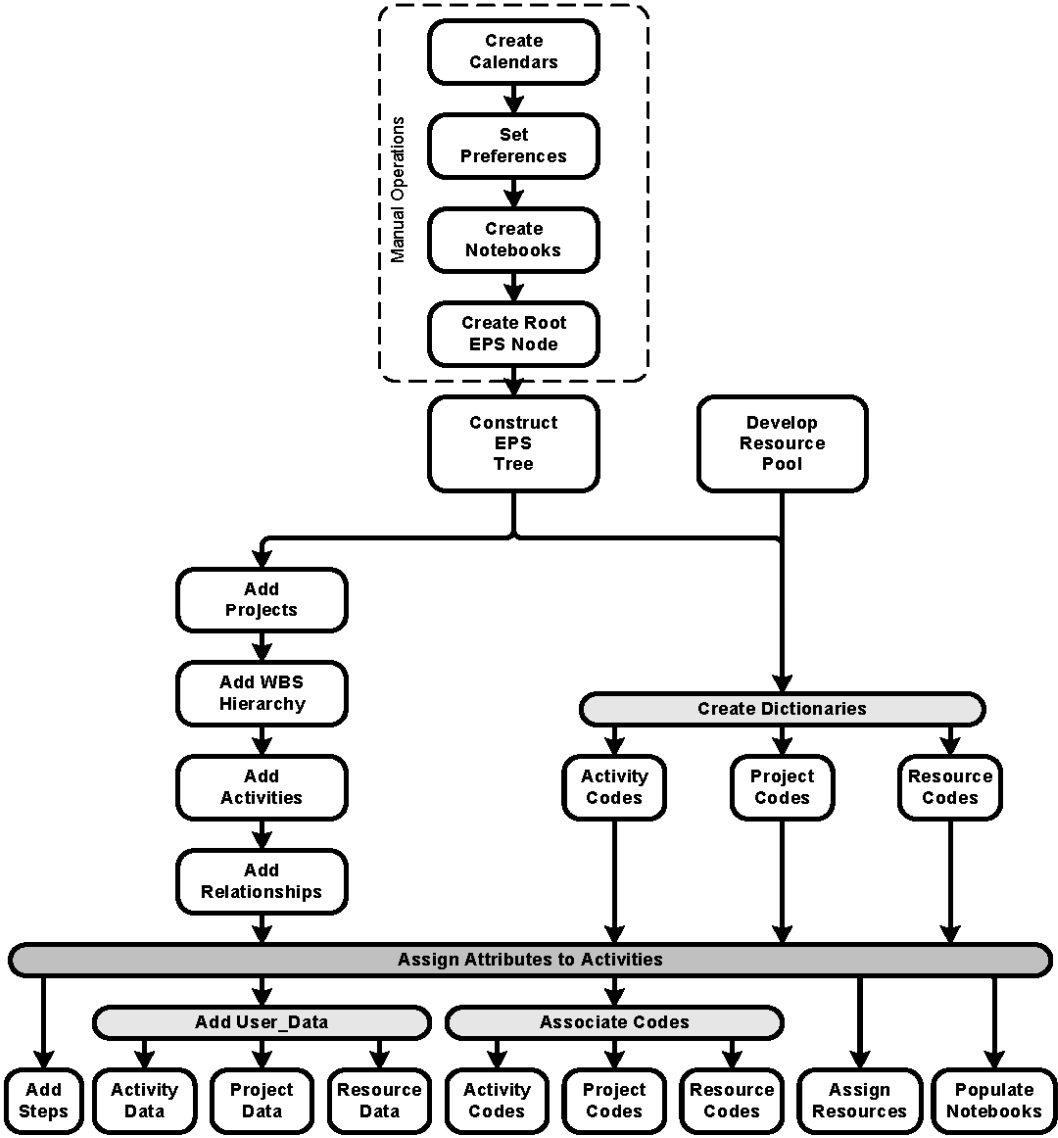 Create
Calendars
Manual Operations
Set
Preferences
Create
Notebooks
Create Root
EPS Node
Construct
EPS
Tree
Develop
Resource
Pool
Add
Projects
Add WBS
Hierarchy
Create Dictionaries
Add
Activities
Activity
Codes
Project
Codes
Resource
Codes
Add
Relationships
Assign Attributes to Activities
Add User_Data
Associate Codes
Add
Steps
Activity
Data
Project
Data
Resource
Data
Activity
Codes
Project
Codes
Resource
Codes
Assign
Resources
Populate
Notebooks